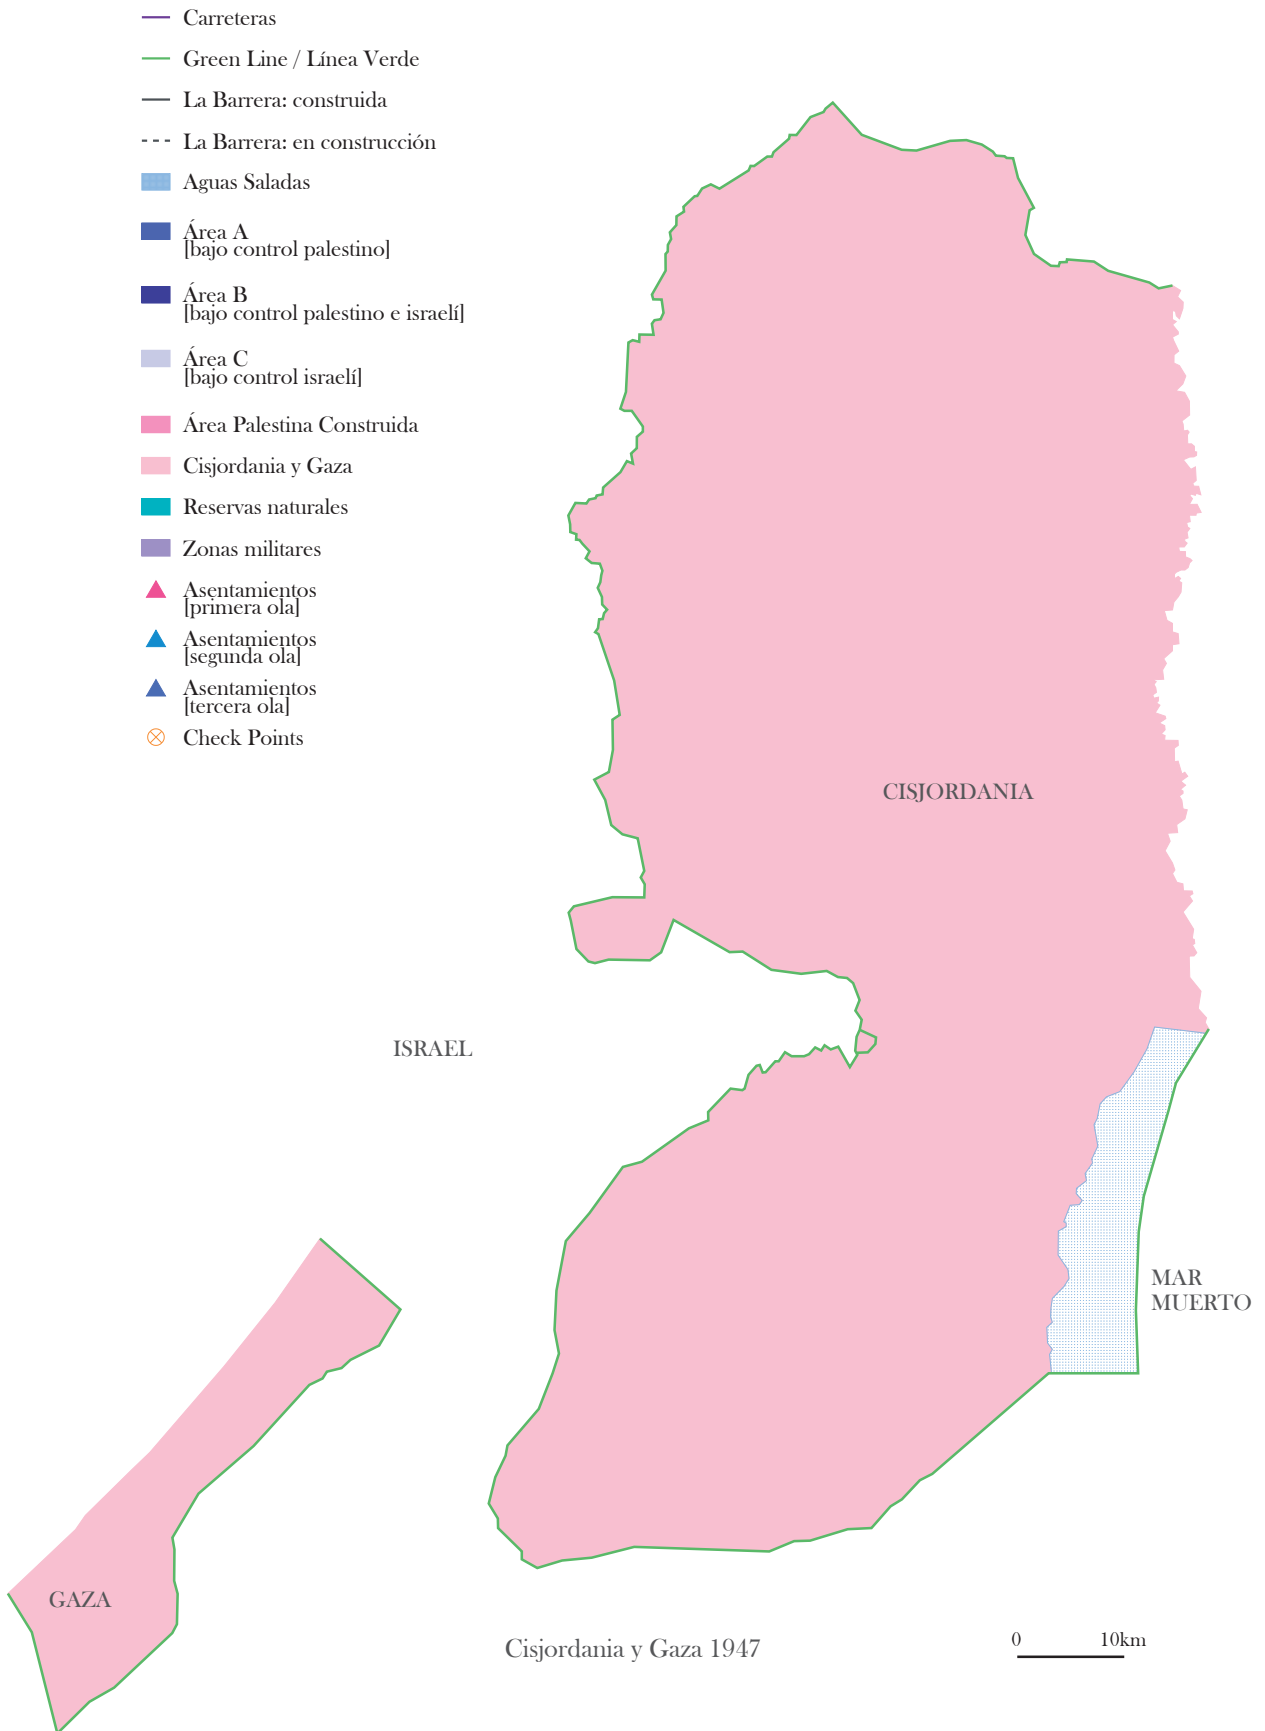 Carreteras
Green Line / Línea Verde
La Barrera: construida
La Barrera: en construcción
Aguas Saladas
Área A
[bajo control palestino]
Área B
[bajo control palestino e israelí]
Área C
[bajo control israelí]
Área Palestina Construida
Cisjordania y Gaza
Reservas naturales
Zonas militares
Asentamientos
[primera ola]
Asentamientos
[segunda ola]
Asentamientos
[tercera ola]
Check Points
CISJORDANIA
ISRAEL
MAR
MUERTO
GAZA
Cisjordania y Gaza 1947
0 10km